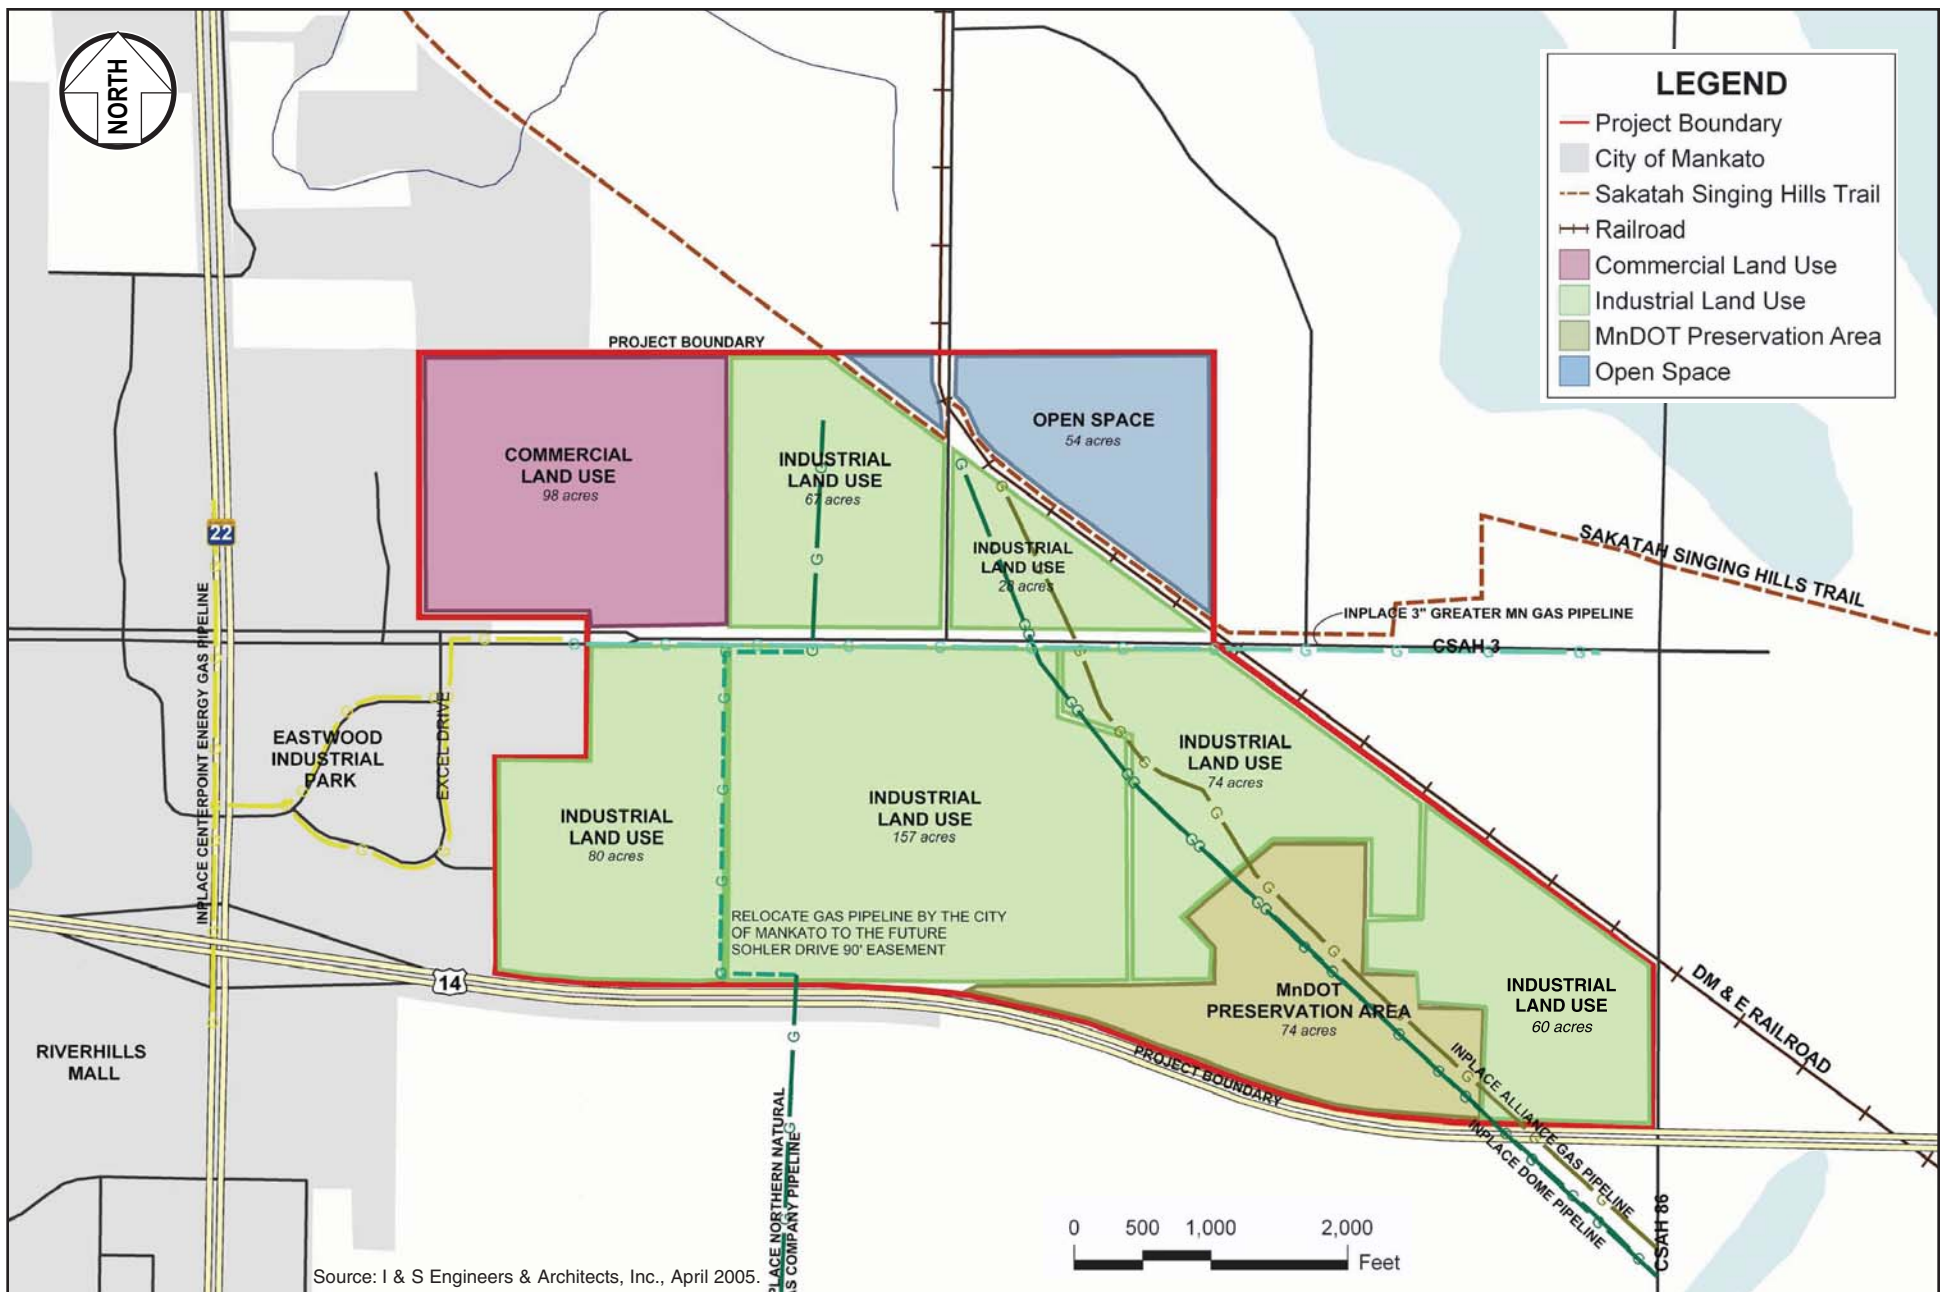 NORTH
LEGEND
Project Boundary
City of Mankato
Sakatah Singing Hills Trail
Railroad
Commercial Land Use
Industrial Land Use
MnDOT Preservation Area
Open Space
PROJECT BOUNDARY
COMMERCIAL
LAND USE
98 acres
INDUSTRIAL
LAND USE
67 acres
OPEN SPACE
54 acres
INDUSTRIAL
LAND USE
acres
22
INPLACE CENTERPOINT ENERGY GAS PIPELINE
SAKATAH SINGING HILLS TRAIL
INPLACE 3" GREATER MN GAS PIPELINE
CSAH 3
EASTWOOD
INDUSTRIAL
PARK
EXCEL DRIVE
INDUSTRIAL
LAND USE
80 acres
INDUSTRIAL
LAND USE
157 acres
INDUSTRIAL
LAND USE
74 acres
RELOCATE GAS PIPELINE BY THE CITY
OF MANKATO TO THE FUTURE
SOHLER DRIVE 90' EASEMENT
14
MnDOT
PRESERVATION AREA
74 acres
INDUSTRIAL
LAND USE
60 acres
DM & E RAILROAD
RIVERHILLS
MALL
PROJECT BOUNDARY
INPLACE ALLIANCE GAS PIPELINE
INPLACE DOME PIPELINE
CSAH 86
PLACE NORTHERN NATURAL
AS COMPANY PIPELINE
0 500 1,000 2,000
Feet
Source: I & S Engineers & Architects, Inc., April 2005.